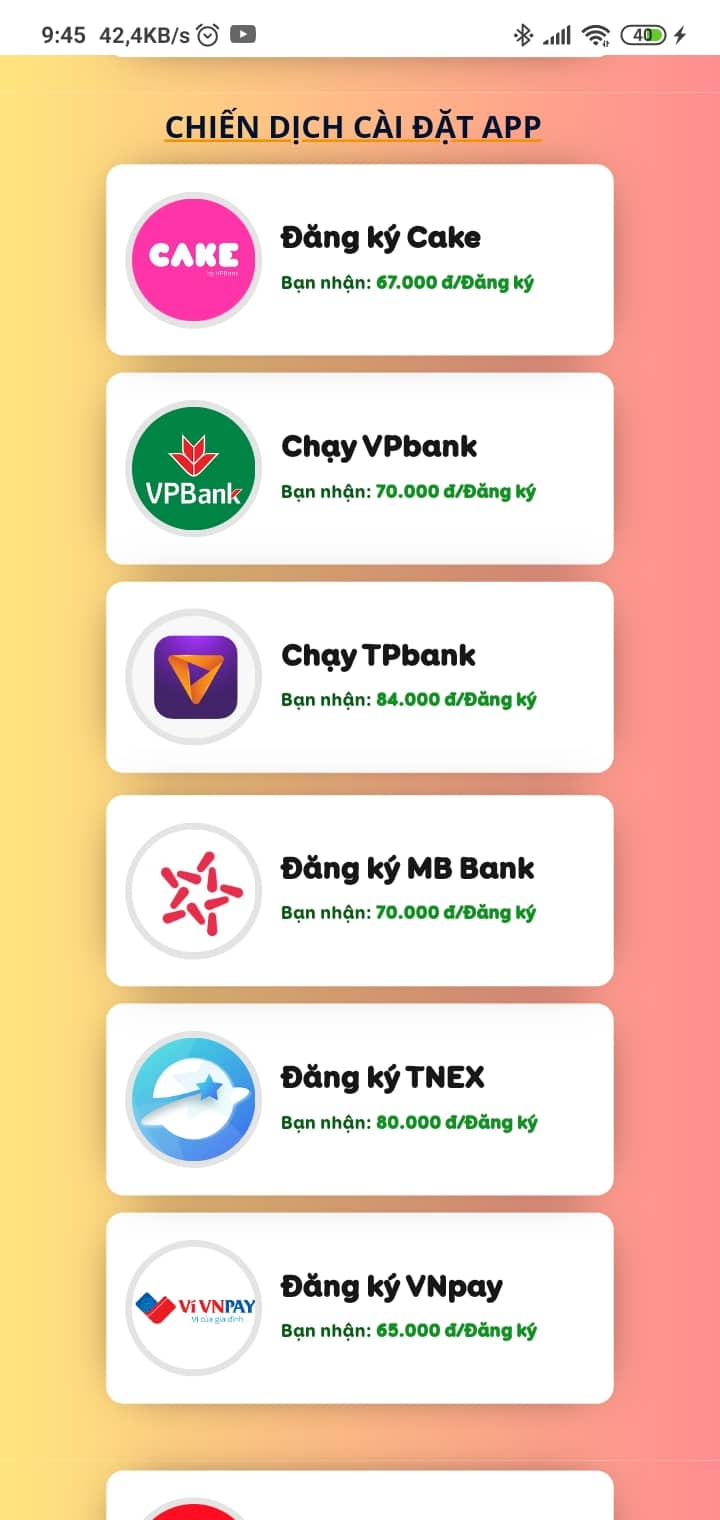 9:45 42,4KB/s 40
CHIẾN DỊCH CÀI ĐẶT APP
CAKE
by VPBank
Đăng ký Cake
Bạn nhận: 67.000 đ/Đăng ký
VPBank
Chạy VPbank
Bạn nhận: 70.000 đ/Đăng ký
Chạy TPbank
Bạn nhận: 84.000 đ/Đăng ký
Đăng ký MB Bank
Bạn nhận: 70.000 đ/Đăng ký
Đăng ký TNEX
Bạn nhận: 80.000 đ/Đăng ký
Ví VNPAY
Ví của gia đình
Đăng ký VNpay
Bạn nhận: 65.000 đ/Đăng ký